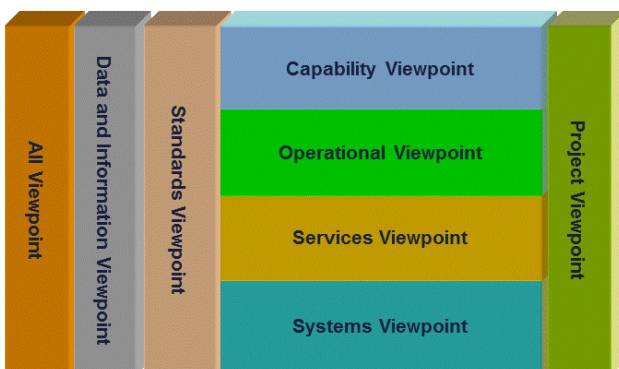 All Viewpoint
Data and Information Viewpoint
Standards Viewpoint
Capability Viewpoint
Operational Viewpoint
Services Viewpoint
Systems Viewpoint
Project Viewpoint